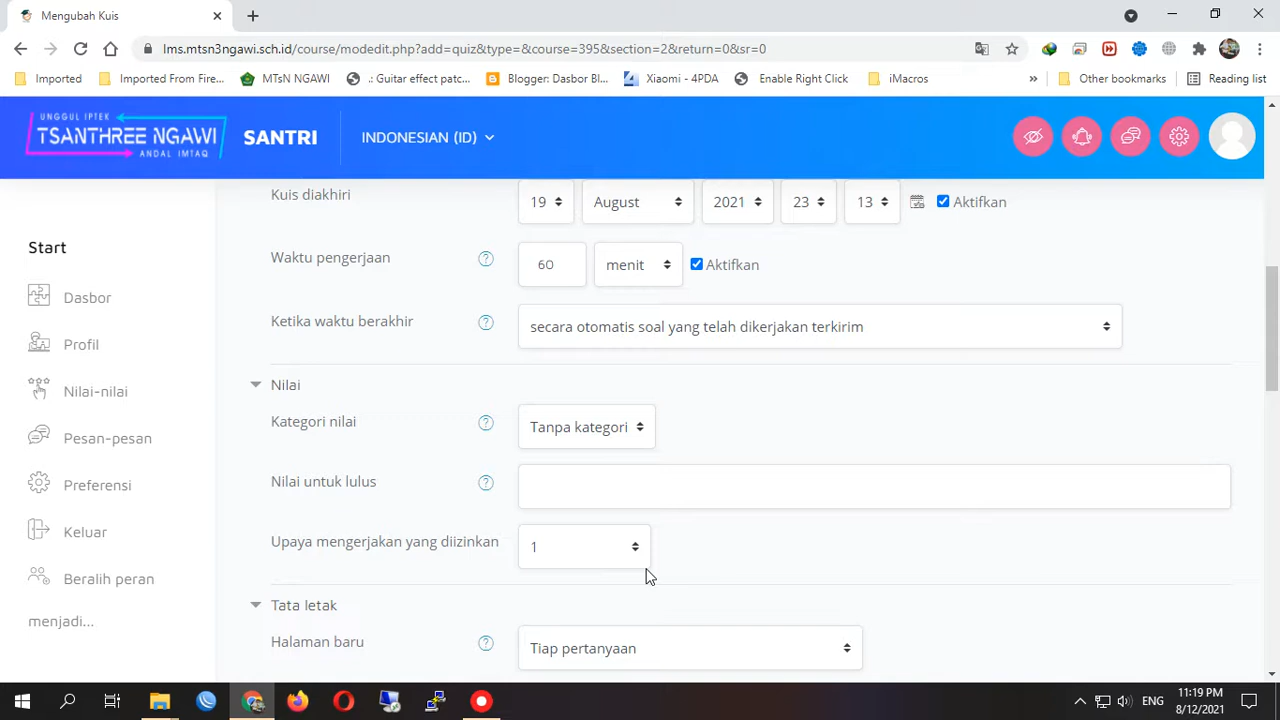 Mengubah Kuis
lms.mtsn3ngawi.sch.id/course/modedit.php?add=quiz&type=&course=395&section=2&return=0&sr=0
Imported
Imported From Fire...
MTsN NGAWI
.: Guitar effect patc...
Blogger: Dasbor Bl...
Xiaomi - 4PDA
Enable Right Click
iMacros
»
Other bookmarks
Reading list
UNGGUL IPTEK
TSANTHREE NGAWI
ANDAL IMTAQ
SANTRI
INDONESIAN (ID)
Start
Dasbor
Profil
Nilai-nilai
Pesan-pesan
Preferensi
Keluar
Beralih peran
menjadi...
Kuis diakhiri
19 August 2021 23 13 Aktifkan
Waktu pengerjaan
60 menit Aktifkan
Ketika waktu berakhir
secara otomatis soal yang telah dikerjakan terkirim
Nilai
Kategori nilai
Tanpa kategori
Nilai untuk lulus
Upaya mengerjakan yang diizinkan
1
Tata letak
Halaman baru
Tiap pertanyaan
ENG
11:19 PM
8/12/2021